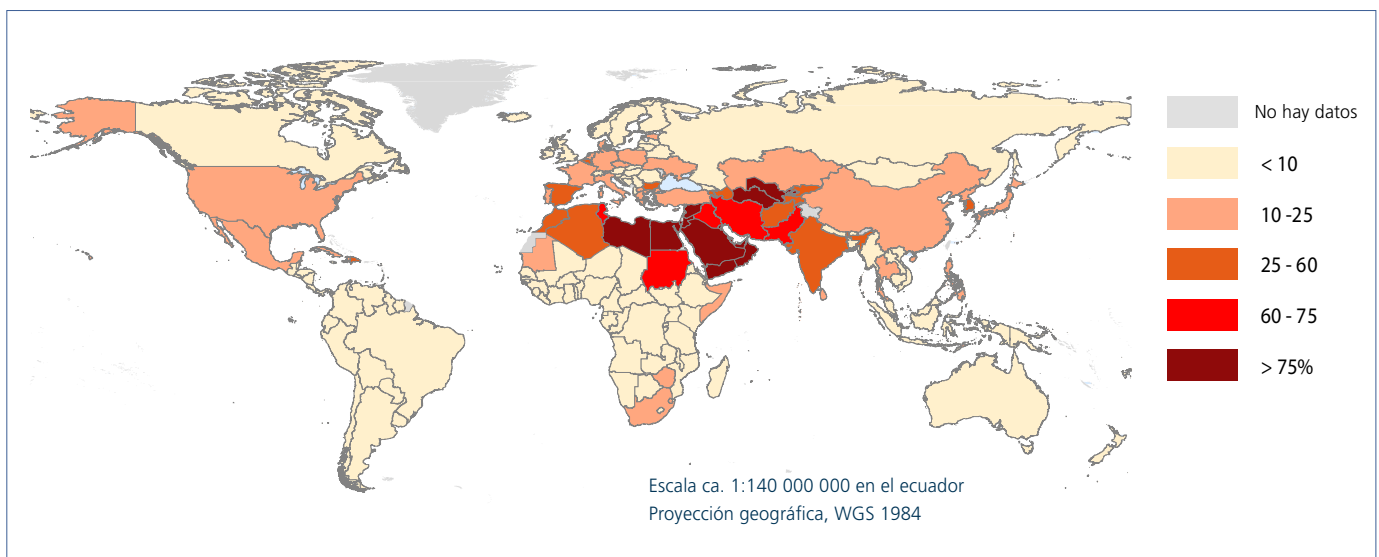 No hay datos
< 10
10 -25
25 - 60
60 - 75
> 75%
Escala ca. 1:140 000 000 en el ecuador
Proyección geográfica, WGS 1984